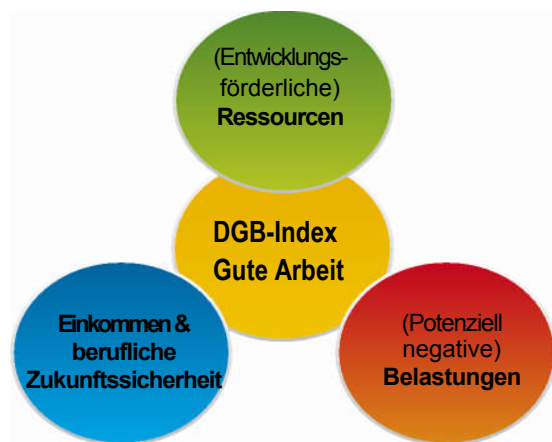 (Entwicklungs-
förderliche)
Ressourcen
DGB-Index
Gute Arbeit
Einkommen &
berufliche
Zukunftssicherheit
(Potenziell
negative)
Belastungen